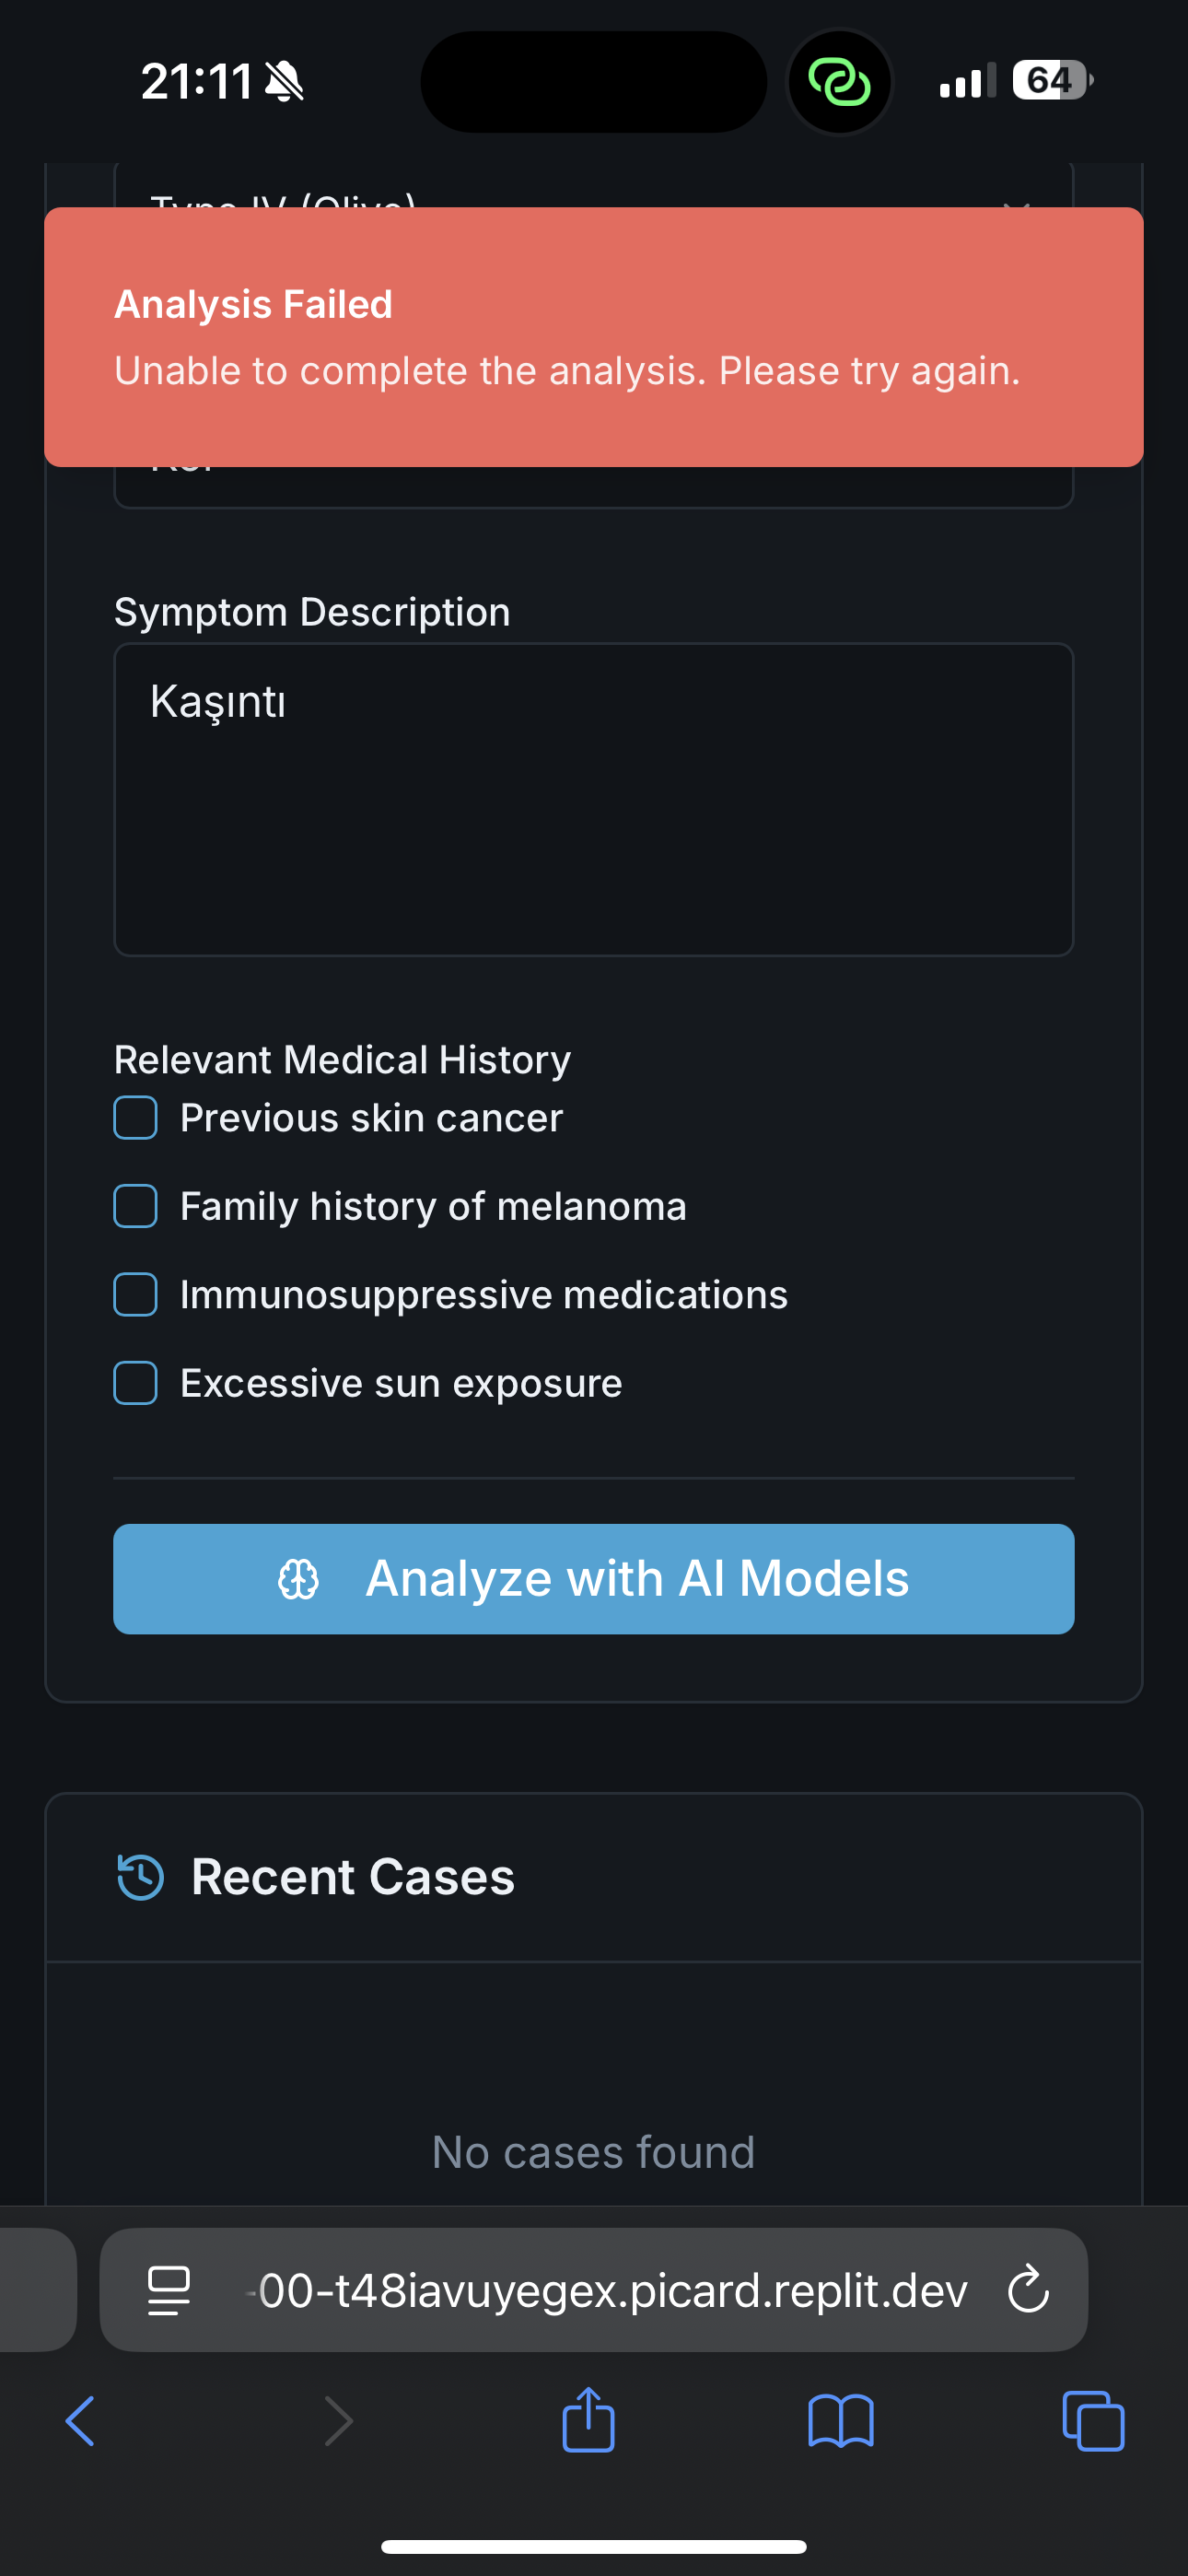 21:11
64
Type IV (Olive)
Analysis Failed
Unable to complete the analysis. Please try again.
Symptom Description
Kaşıntı
Relevant Medical History
Previous skin cancer
Family history of melanoma
Immunosuppressive medications
Excessive sun exposure
Analyze with AI Models
Recent Cases
No cases found
-00-t48iavuyegex.picard.replit.dev